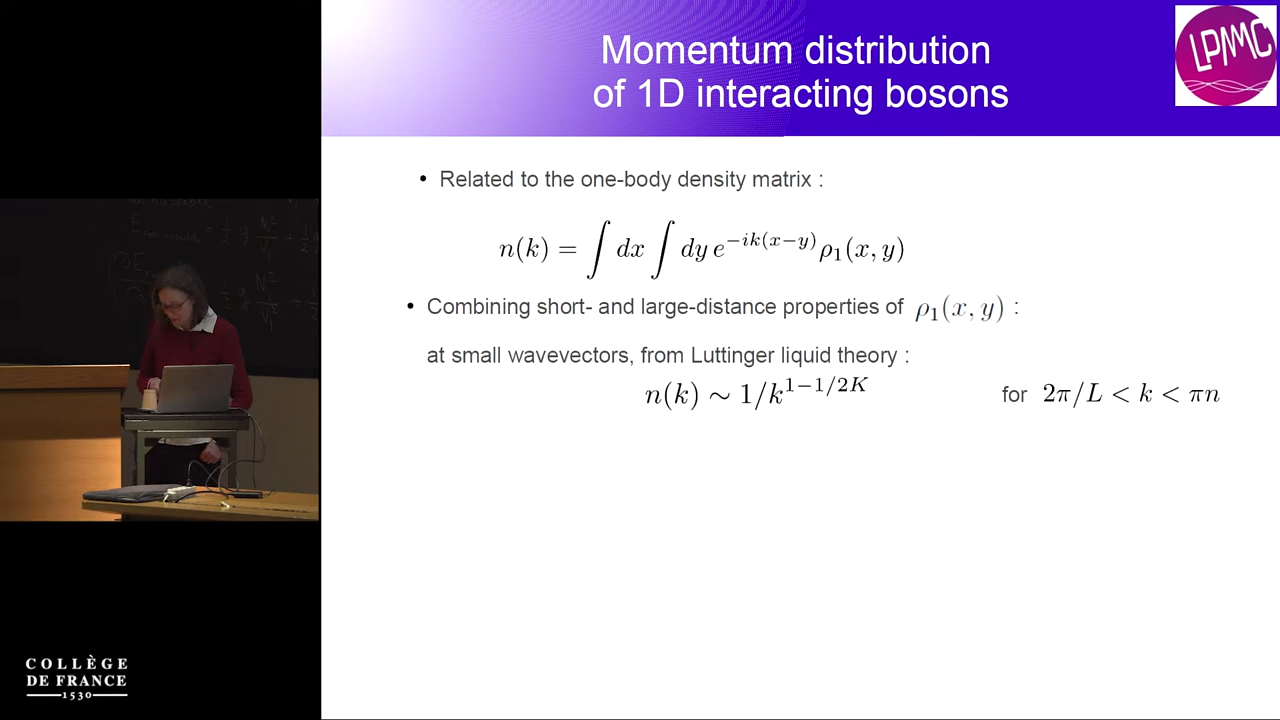 Momentum distribution
of 1D interacting bosons
LPMMC
• Related to the one-body density matrix :
n(k) = ∫ dx ∫ dy e^{−ik(x−y)} ρ₁(x, y)
• Combining short- and large-distance properties of ρ₁(x, y) :
at small wavevectors, from Luttinger liquid theory :
n(k) ∼ 1/k^{1−1/2K} for 2π/L < k < πn
COLLÈGE
DE FRANCE
1530